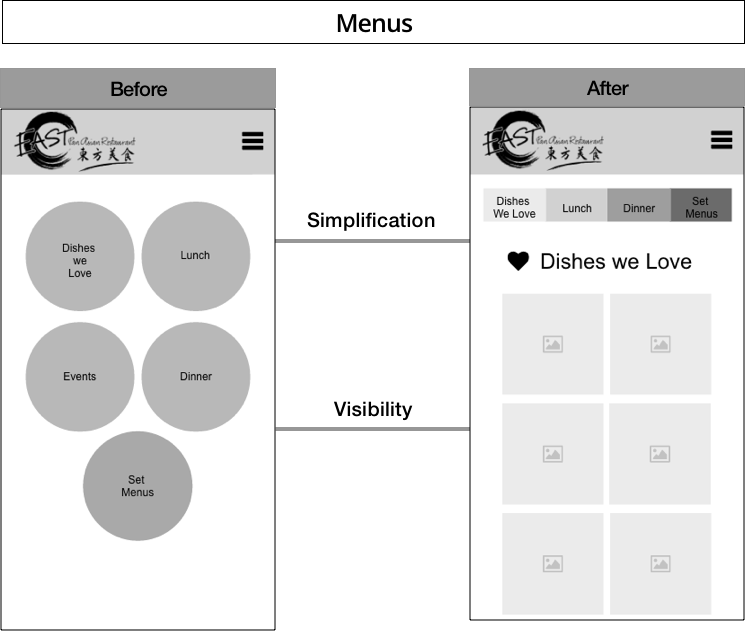 Menus
Before
After
EAST Pan Asian Restaurant
東方美食
EAST Pan Asian Restaurant
東方美食
Dishes
we
Love
Lunch
Events
Dinner
Set
Menus
Simplification
Visibility
Dishes
We Love
Lunch
Dinner
Set
Menus
Dishes we Love